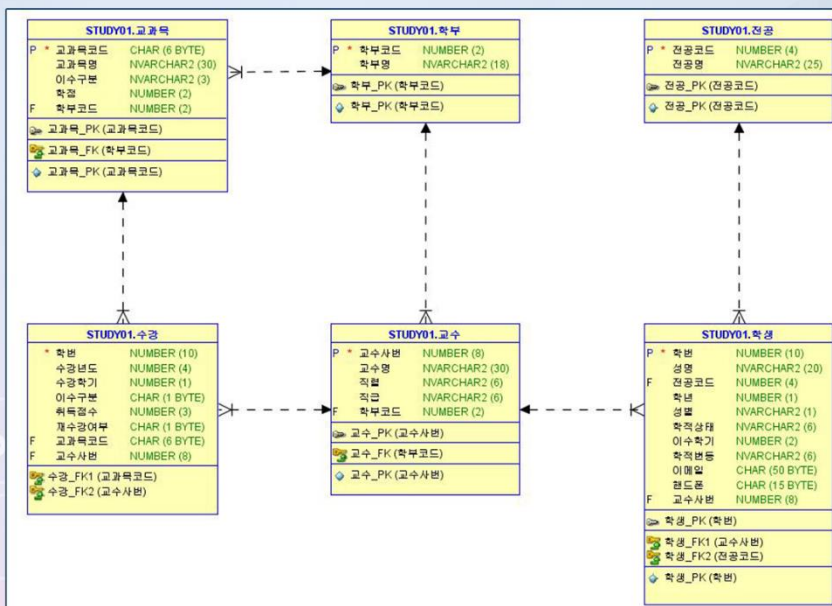 STUDY01.교과목
P * 교과목코드 CHAR (6 BYTE)
교과목명 NVARCHAR2 (30)
이수구분 NVARCHAR2 (3)
학점 NUMBER (2)
F 학부코드 NUMBER (2)
교과목_PK (교과목코드)
교과목_FK (학부코드)
교과목_PK (교과목코드)
STUDY01.학부
P * 학부코드 NUMBER (2)
학부명 NVARCHAR2 (18)
학부_PK (학부코드)
학부_PK (학부코드)
STUDY01.전공
P * 전공코드 NUMBER (4)
전공명 NVARCHAR2 (25)
전공_PK (전공코드)
전공_PK (전공코드)
STUDY01.수강
* 학번 NUMBER (10)
수강년도 NUMBER (4)
수강학기 NUMBER (1)
이수구분 CHAR (1 BYTE)
취득점수 NUMBER (3)
재수강여부 CHAR (1 BYTE)
F 교과목코드 CHAR (6 BYTE)
F 교수사번 NUMBER (8)
수강_FK1 (교과목코드)
수강_FK2 (교수사번)
STUDY01.교수
P * 교수사번 NUMBER (8)
교수명 NVARCHAR2 (30)
직렬 NVARCHAR2 (6)
직급 NVARCHAR2 (6)
F 학부코드 NUMBER (2)
교수_PK (교수사번)
교수_FK (학부코드)
교수_PK (교수사번)
STUDY01.학생
P * 학번 NUMBER (10)
성명 NVARCHAR2 (20)
F 전공코드 NUMBER (4)
학년 NUMBER (1)
성별 NVARCHAR2 (1)
학적상태 NVARCHAR2 (6)
이수학기 NUMBER (2)
학적변동 NVARCHAR2 (6)
이메일 CHAR (50 BYTE)
핸드폰 CHAR (15 BYTE)
F 교수사번 NUMBER (8)
학생_PK (학번)
학생_FK1 (교수사번)
학생_FK2 (전공코드)
학생_PK (학번)